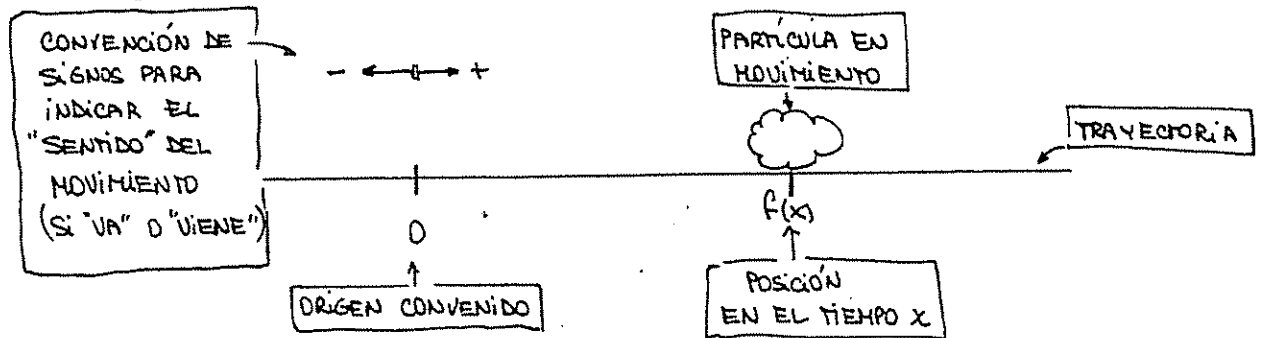 CONVENCIÓN DE
SIGNOS PARA
INDICAR EL
"SENTIDO" DEL
MOVIMIENTO
(SI "VA" O "VIENE")
- +
PARTÍCULA EN
MOVIMIENTO
TRAYECTORIA
0
f(x)
ORIGEN CONVENIDO
POSICIÓN
EN EL TIEMPO x